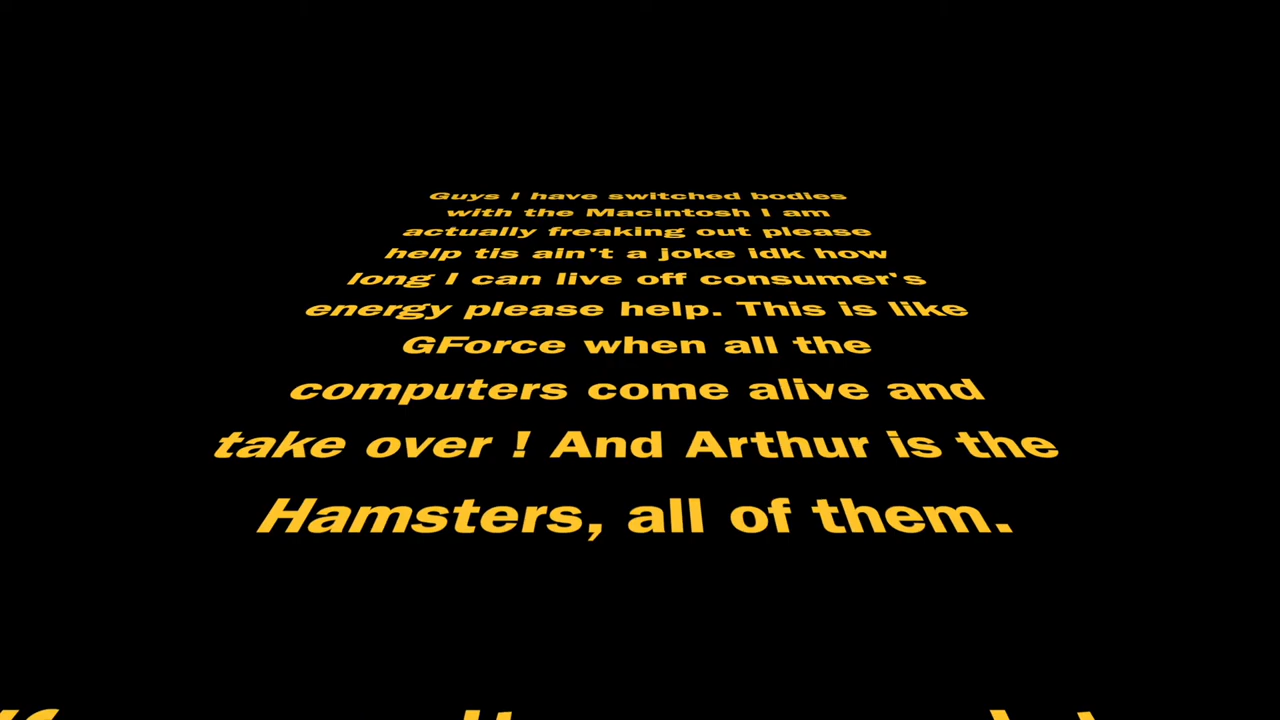 Guys I have switched bodies
with the Macintosh I am
actually freaking out please
help tis ain't a joke idk how
long I can live off consumer's
energy please help. This is like
GForce when all the
computers come alive and
take over ! And Arthur is the
Hamsters, all of them.